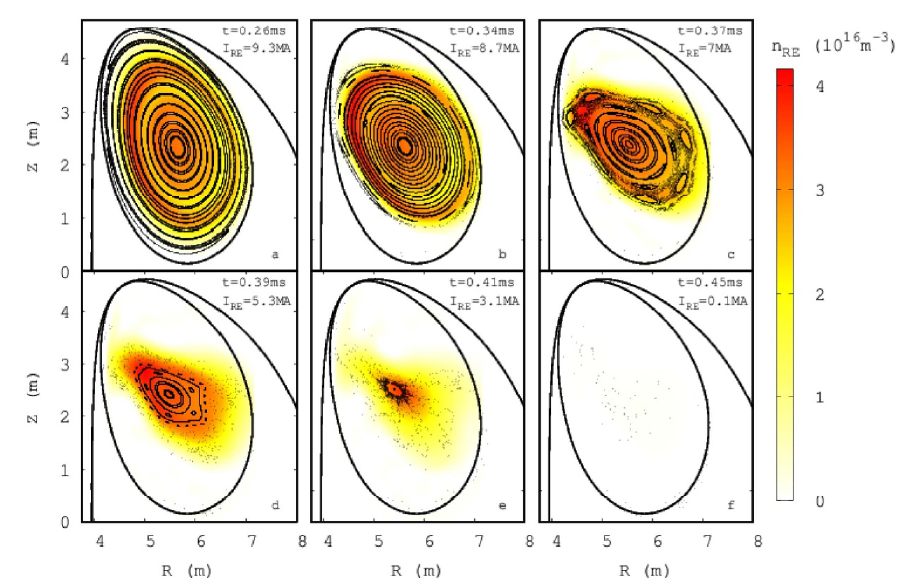 t=0.26ms
I_RE=9.3MA
t=0.34ms
I_RE=8.7MA
t=0.37ms
I_RE=7MA
n_RE (10^16 m^-3)
4
3
2
1
0
Z (m)
a
b
c
4
3
2
1
0
t=0.39ms
I_RE=5.3MA
t=0.41ms
I_RE=3.1MA
t=0.45ms
I_RE=0.1MA
4
3
2
1
0
Z (m)
d
e
f
4 5 6 7 8
4 5 6 7 8
4 5 6 7 8
R (m)
R (m)
R (m)